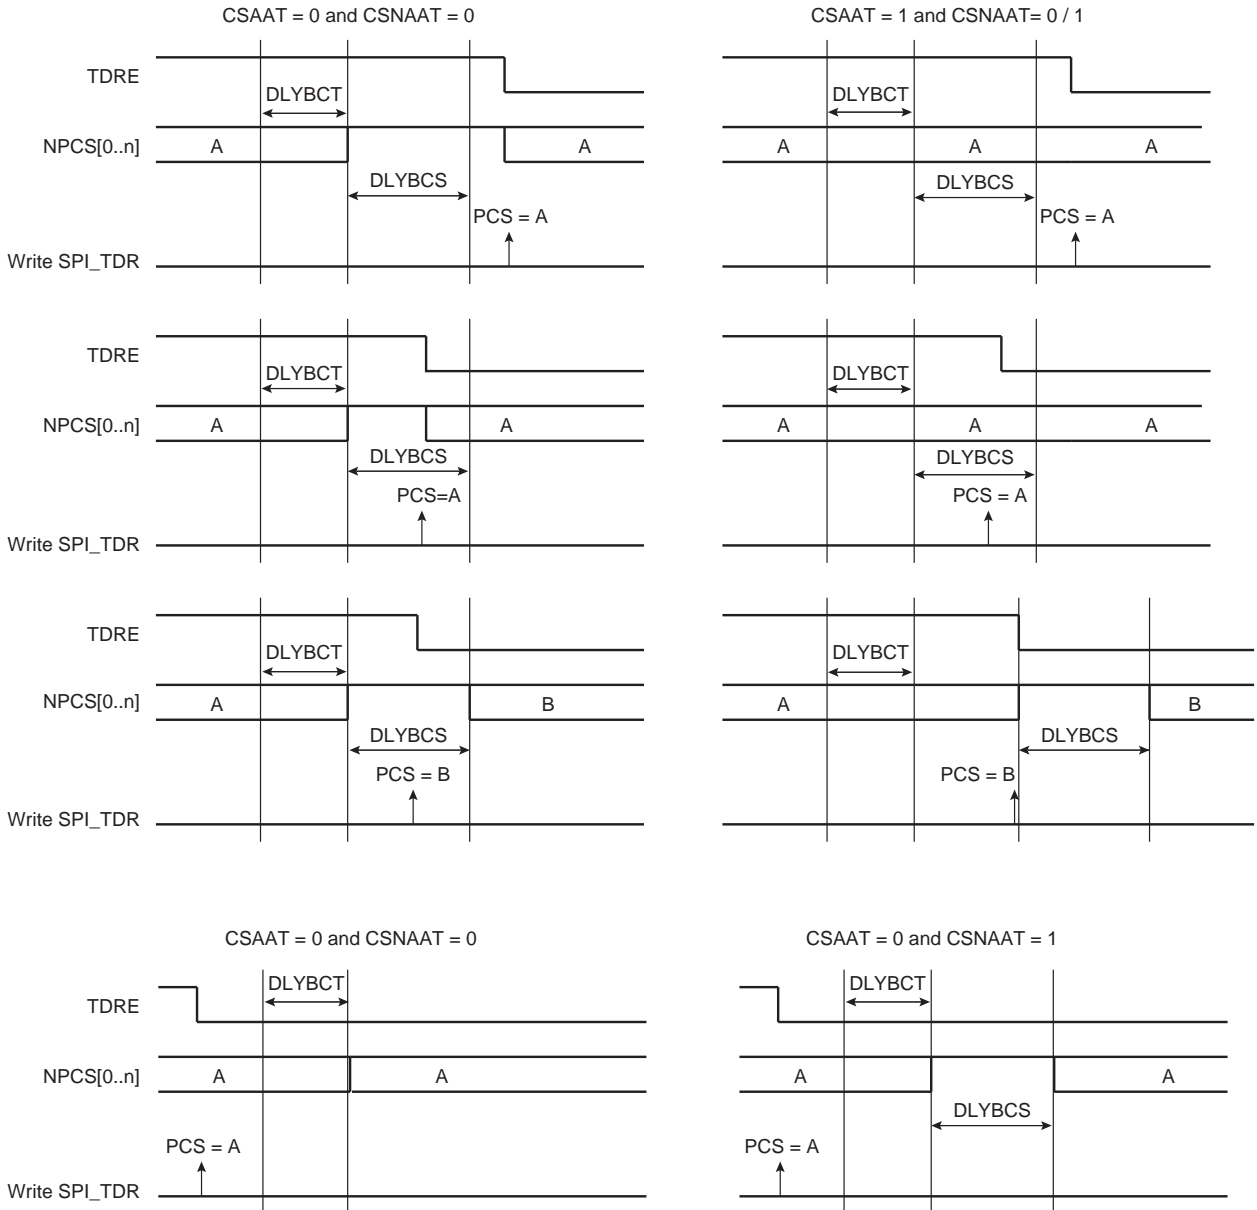 CSAAT = 0 and CSNAAT = 0
CSAAT = 1 and CSNAAT= 0 / 1
TDRE
DLYBCT
DLYBCT
NPCS[0..n]
A
A
A
A
A
DLYBCS
DLYBCS
PCS = A
PCS = A
Write SPI_TDR
TDRE
DLYBCT
DLYBCT
NPCS[0..n]
A
A
A
A
A
DLYBCS
DLYBCS
PCS=A
PCS = A
Write SPI_TDR
TDRE
DLYBCT
DLYBCT
NPCS[0..n]
A
B
A
B
DLYBCS
DLYBCS
PCS = B
PCS = B
Write SPI_TDR
CSAAT = 0 and CSNAAT = 0
CSAAT = 0 and CSNAAT = 1
TDRE
DLYBCT
DLYBCT
NPCS[0..n]
A
A
A
A
DLYBCS
PCS = A
PCS = A
Write SPI_TDR